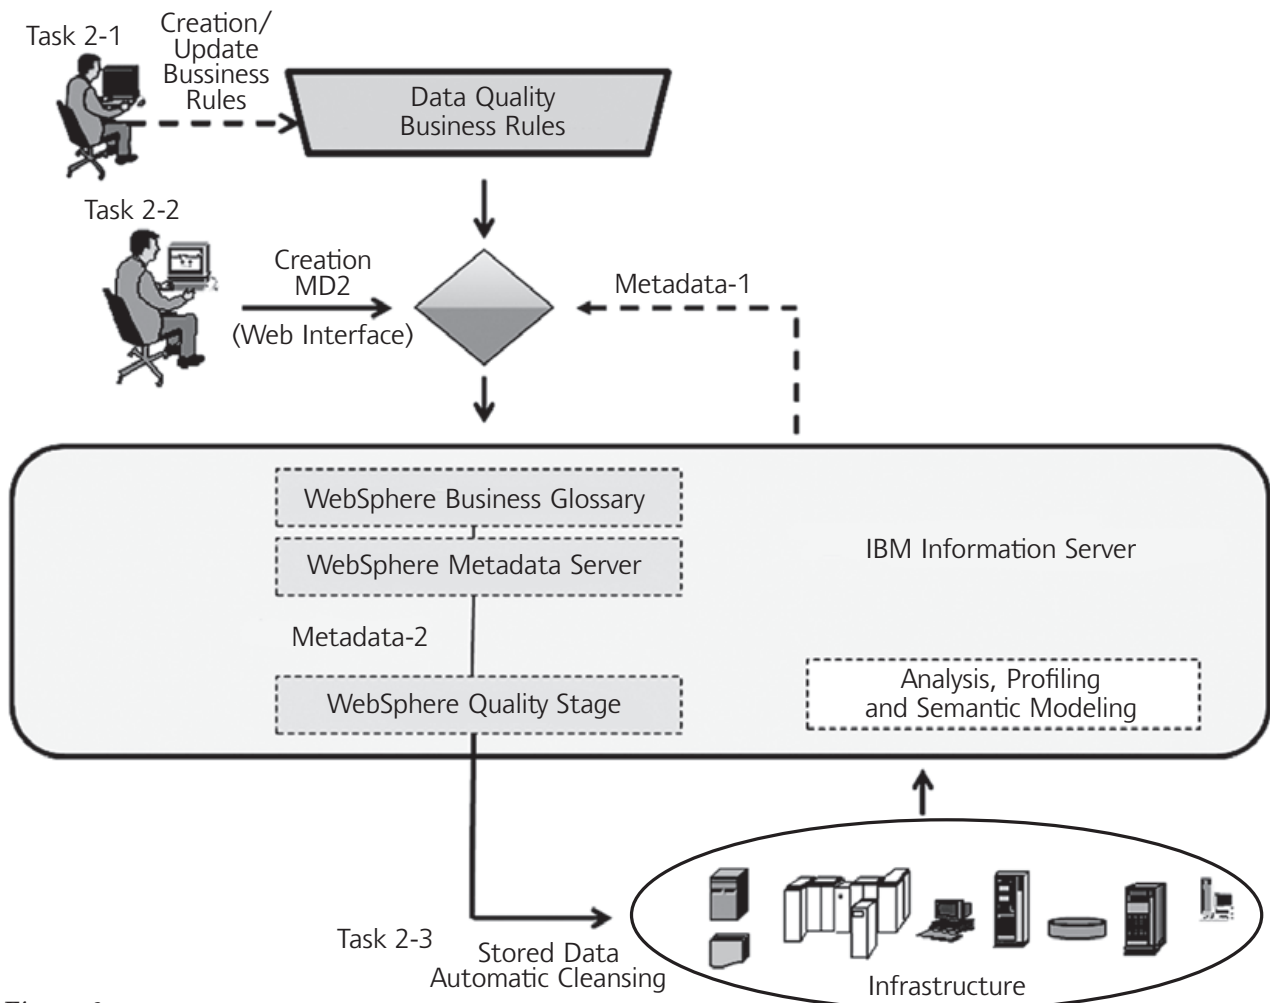 Task 2-1
Creation/
Update
Bussiness
Rules
Data Quality
Business Rules
Task 2-2
Creation
MD2
(Web Interface)
Metadata-1
WebSphere Business Glossary
WebSphere Metadata Server
IBM Information Server
Metadata-2
WebSphere Quality Stage
Analysis, Profiling
and Semantic Modeling
Task 2-3
Stored Data
Automatic Cleansing
Infrastructure